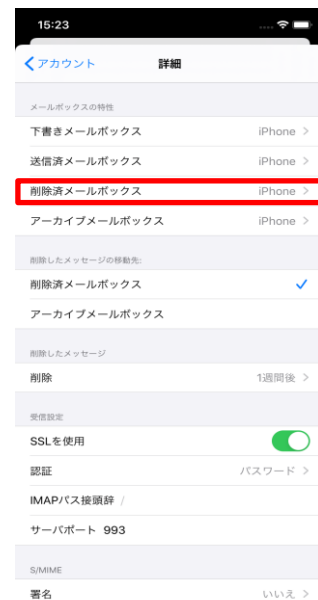 15:23
アカウント 詳細
メールボックスの特性
下書きメールボックス iPhone
送信済メールボックス iPhone
削除済メールボックス iPhone
アーカイブメールボックス iPhone
削除したメッセージの移動先:
削除済メールボックス
アーカイブメールボックス
削除したメッセージ
削除 1週間後
受信設定
SSLを使用
認証 パスワード
IMAPパス接頭辞 /
サーバポート 993
S/MIME
署名 いいえ